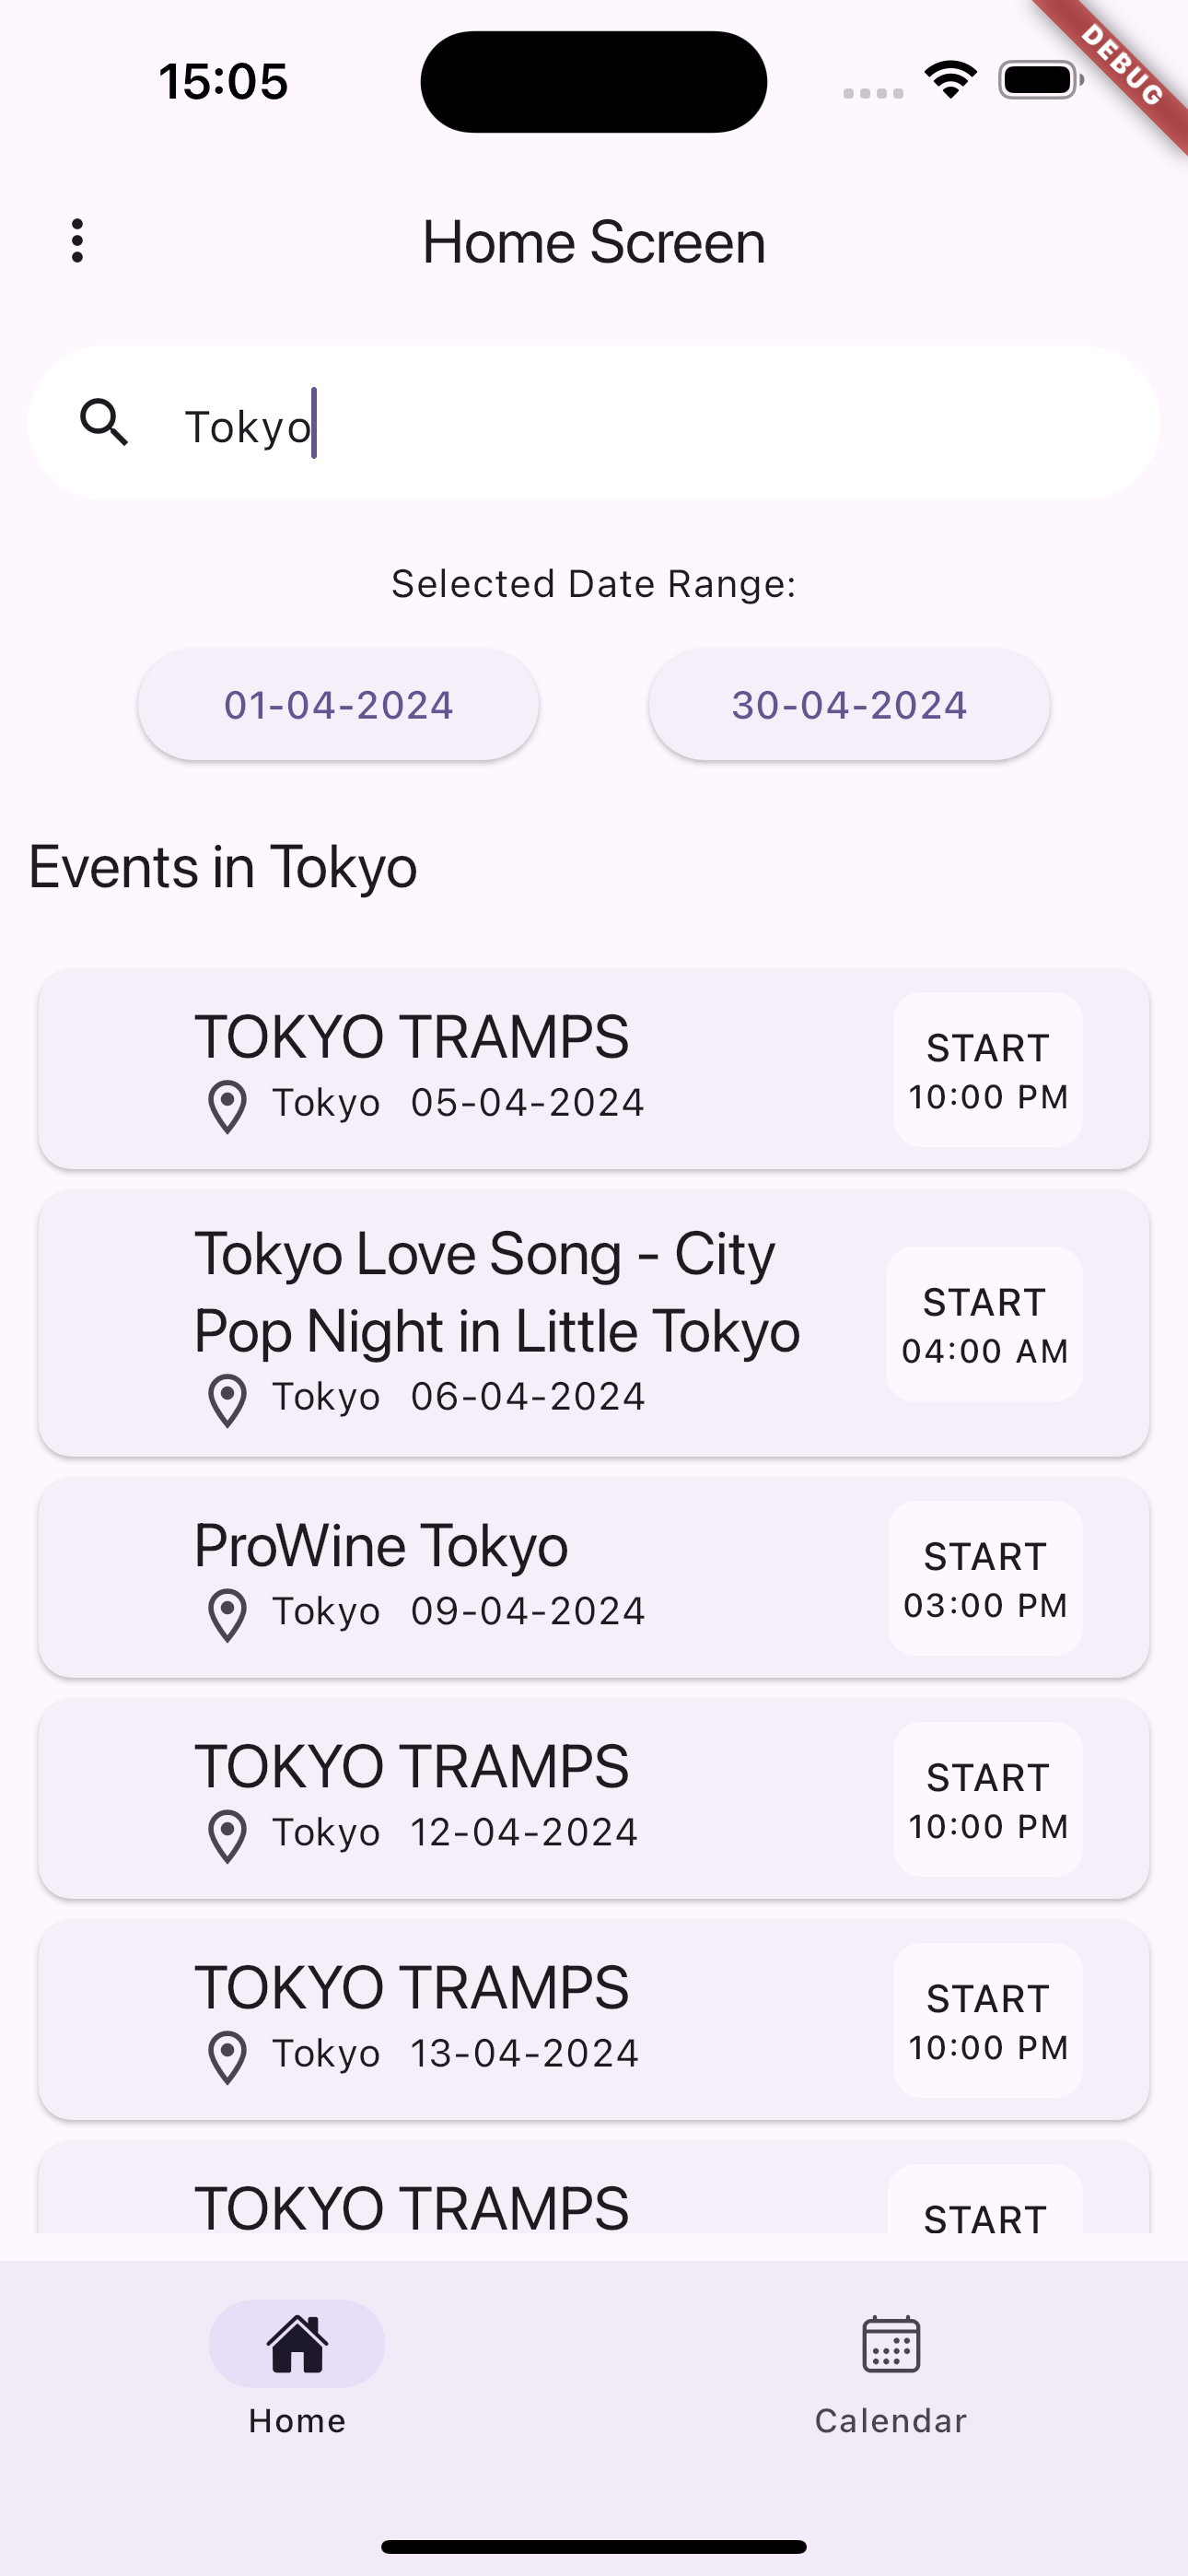 15:05
DEBUG
Home Screen
Tokyo
Selected Date Range:
01-04-2024
30-04-2024
Events in Tokyo
TOKYO TRAMPS
Tokyo 05-04-2024
START
10:00 PM
Tokyo Love Song - City
Pop Night in Little Tokyo
Tokyo 06-04-2024
START
04:00 AM
ProWine Tokyo
Tokyo 09-04-2024
START
03:00 PM
TOKYO TRAMPS
Tokyo 12-04-2024
START
10:00 PM
TOKYO TRAMPS
Tokyo 13-04-2024
START
10:00 PM
TOKYO TRAMPS
START
Home
Calendar